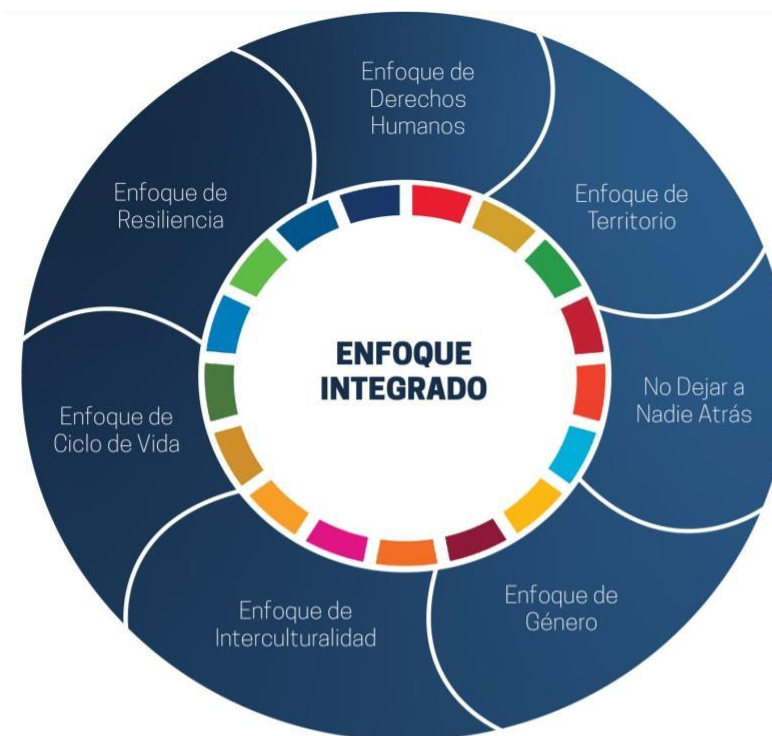 Enfoque de
Derechos
Humanos
Enfoque de
Territorio
No Dejar a
Nadie Atrás
Enfoque de
Género
Enfoque de
Interculturalidad
Enfoque de
Ciclo de Vida
Enfoque de
Resiliencia
ENFOQUE
INTEGRADO